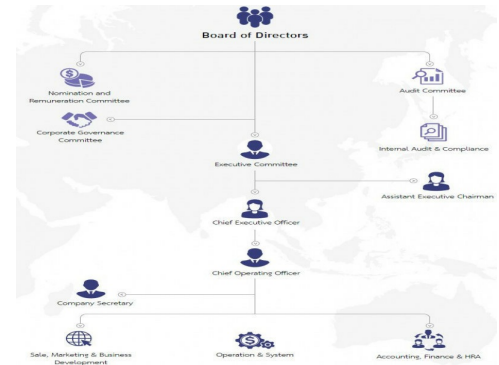 Board of Directors
Nomination and
Remuneration Committee
Audit Committee
Corporate Governance
Committee
Internal Audit & Compliance
Executive Committee
Assistant Executive Chairman
Chief Executive Officer
Chief Operating Officer
Company Secretary
Sale, Marketing & Business
Development
Operation & System
Accounting, Finance & HRA